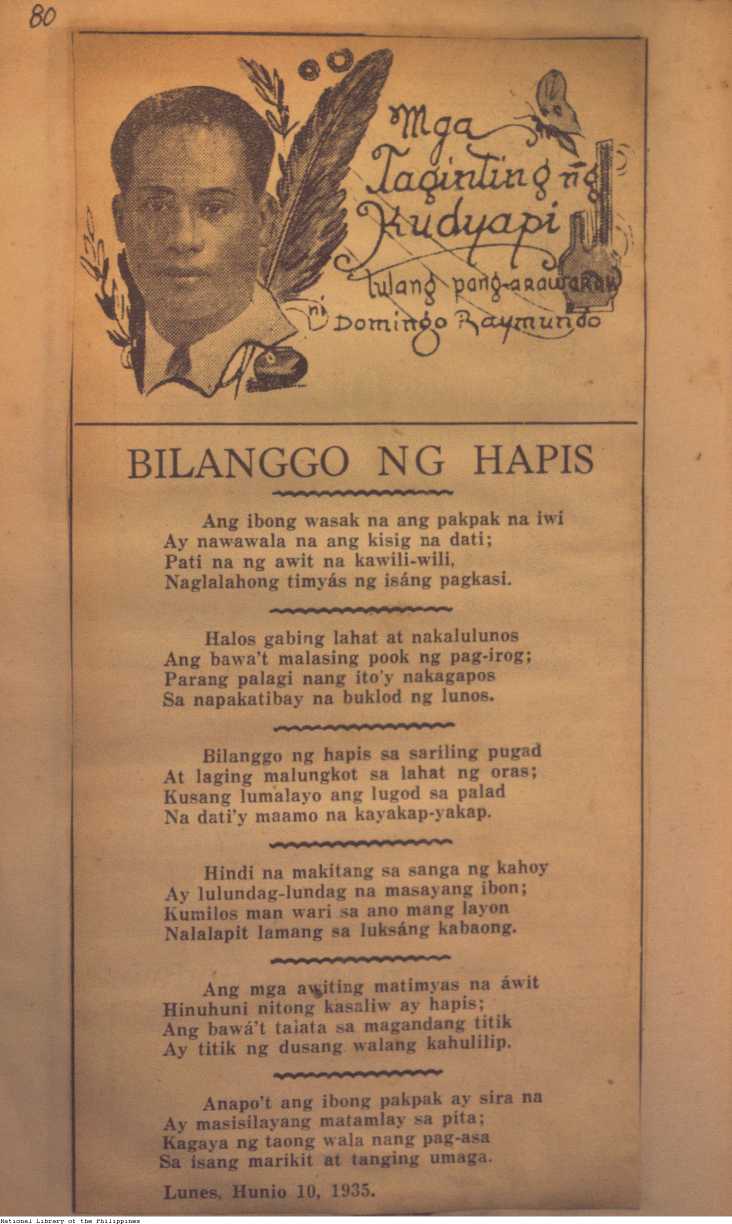 80
Mga
Taginting ng̃
Kudyapi
tulang pang-arawaraw
ni
Domingo Raymundo
BILANGGO NG HAPIS
Ang ibong wasak na ang pakpak na iwi
Ay nawawala na ang kisig na dati;
Pati na ng awit na kawili-wili,
Naglalahong timyás ng isáng pagkasi.
Halos gabing lahat at nakalulunos
Ang bawa't malasing pook ng pag-irog;
Parang palagi nang ito'y nakagapos
Sa napakatibay na buklod ng lunos.
Bilanggo ng hapis sa sariling pugad
At laging malungkot sa lahat ng oras;
Kusang lumalayo ang lugod sa palad
Na dati'y maamo na kayakap-yakap.
Hindi na makitang sa sanga ng kahoy
Ay lulundag-lundag na masayang ibon;
Kumilos man wari sa ano mang layon
Nalalapit lamang sa luksáng kabaong.
Ang mga awiting matimyas na áwit
Hinuhuni nitong kasaliw ay hapis;
Ang bawá't talata sa magandang titik
Ay titik ng dusang walang kahulilip.
Anapo't ang ibong pakpak ay sira na
Ay masisilayang matamlay sa pita;
Kagaya ng taong wala nang pag-asa
Sa isang marikit at tanging umaga.
Lunes, Hunio 10, 1935.
National Library of the Philippines